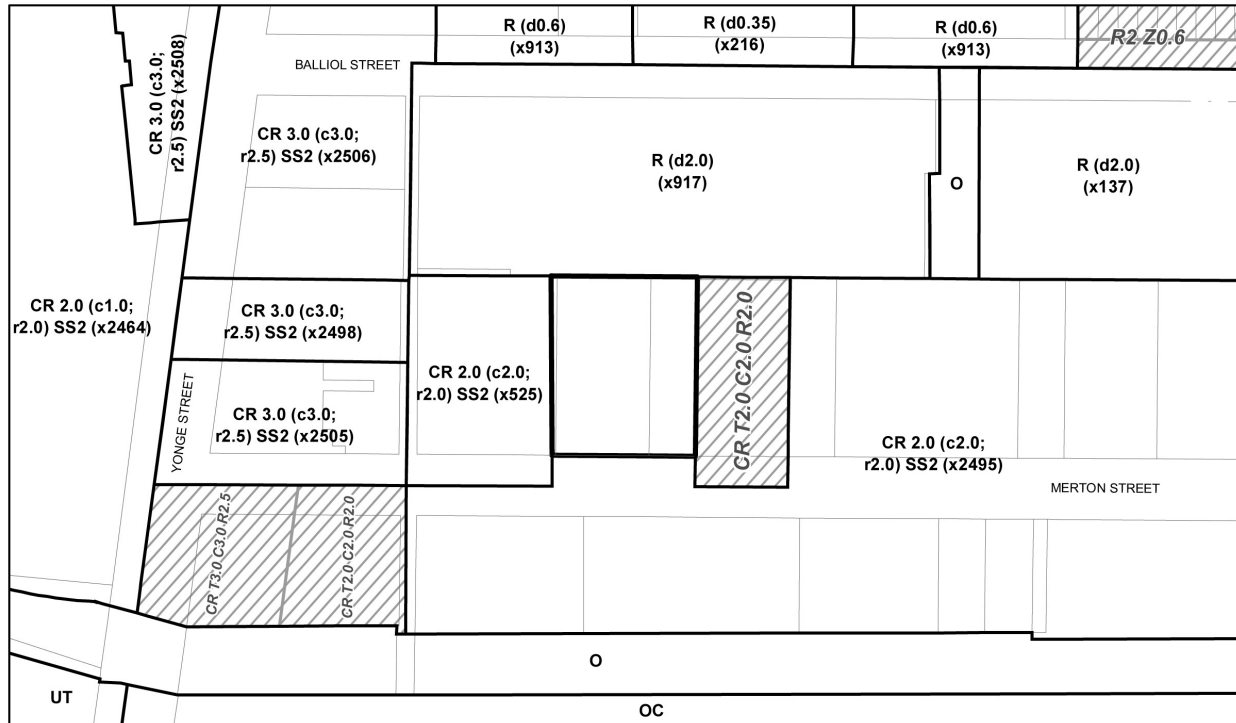 R (d0.6)
(x913)
R (d0.35)
(x216)
R (d0.6)
(x913)
R2 Z0.6
CR 3.0 (c3.0;
r2.5) SS2 (x2508)
BALLIOL STREET
CR 3.0 (c3.0;
r2.5) SS2 (x2506)
R (d2.0)
(x917)
O
R (d2.0)
(x137)
CR 2.0 (c1.0;
r2.0) SS2 (x2464)
CR 3.0 (c3.0;
r2.5) SS2 (x2498)
CR 2.0 (c2.0;
r2.0) SS2 (x525)
CR T2.0 C2.0 R2.0
YONGE STREET
CR 3.0 (c3.0;
r2.5) SS2 (x2505)
CR 2.0 (c2.0;
r2.0) SS2 (x2495)
MERTON STREET
CR T3.0 C3.0 R2.5
CR T2.0 C2.0 R2.0
O
UT
OC